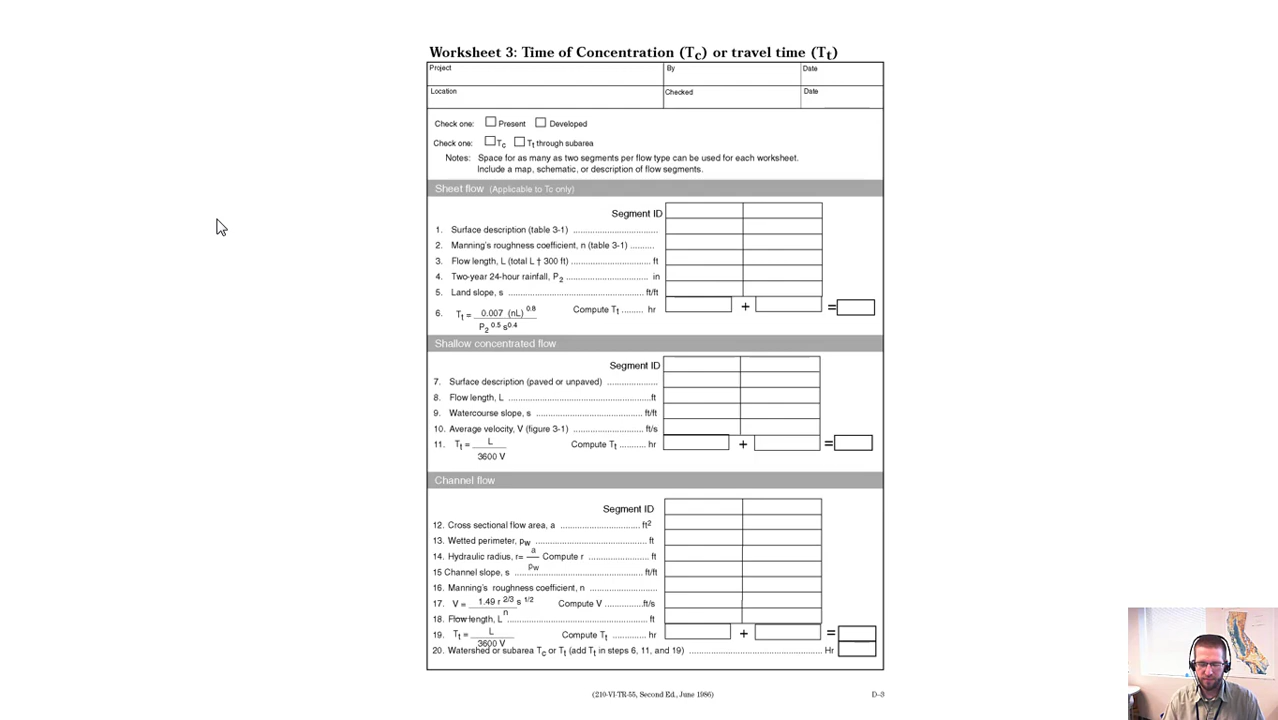 Worksheet 3: Time of Concentration (Tc) or travel time (Tt)
Project By Date
Location Checked Date
Check one: Present Developed
Check one: Tc Tt through subarea
Notes: Space for as many as two segments per flow type can be used for each worksheet.
Include a map, schematic, or description of flow segments.
Sheet flow (Applicable to Tc only)
Segment ID
1. Surface description (table 3-1) ................................
2. Manning's roughness coefficient, n (table 3-1) ..........
3. Flow length, L (total L † 300 ft) ................................ ft
4. Two-year 24-hour rainfall, P2 ................................ in
5. Land slope, s .................................................... ft/ft
6. Tt = 0.007 (nL) 0.8 Compute Tt ........ hr + =
P2 0.5 s0.4
Shallow concentrated flow
Segment ID
7. Surface description (paved or unpaved) ...................
8. Flow length, L ......................................................ft
9. Watercourse slope, s ......................................... ft/ft
10. Average velocity, V (figure 3-1) ........................... ft/s
11. Tt = L Compute Tt .......... hr + =
3600 V
Channel flow
Segment ID
12. Cross sectional flow area, a .............................. ft2
13. Wetted perimeter, pw ........................................ ft
14. Hydraulic radius, r= a Compute r ...................... ft
pw
15 Channel slope, s .................................................. ft/ft
16. Manning's roughness coefficient, n ..........................
17. V = 1.49 r 2/3 s 1/2 Compute V ...............ft/s
n
18. Flow length, L ...................................................... ft
19. Tt = L Compute Tt ............. hr + =
3600 V
20. Watershed or subarea Tc or Tt (add Tt in steps 6, 11, and 19) .................................................... Hr
(210-VI-TR-55, Second Ed., June 1986) D–3